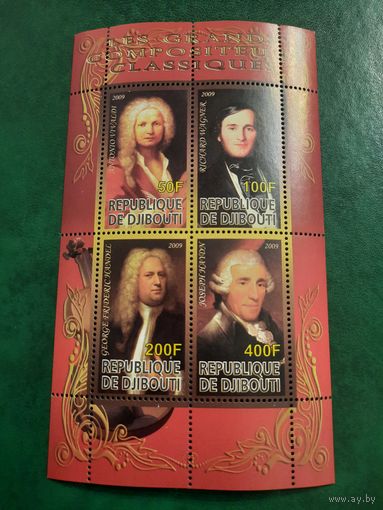 LES GRANDS
COMPOSITEU
CLASSIQUE
2009
ANTONIO VIVALDI
50F
REPUBLIQUE
DE DJIBOUTI
2009
RICHARD WAGNER
100F
REPUBLIQUE
DE DJIBOUTI
2009
GEORGE FRIDERIC HANDEL
200F
REPUBLIQUE
DE DJIBOUTI
2009
JOSEPH HAYDN
400F
REPUBLIQUE
DE DJIBOUTI
www.ay.by